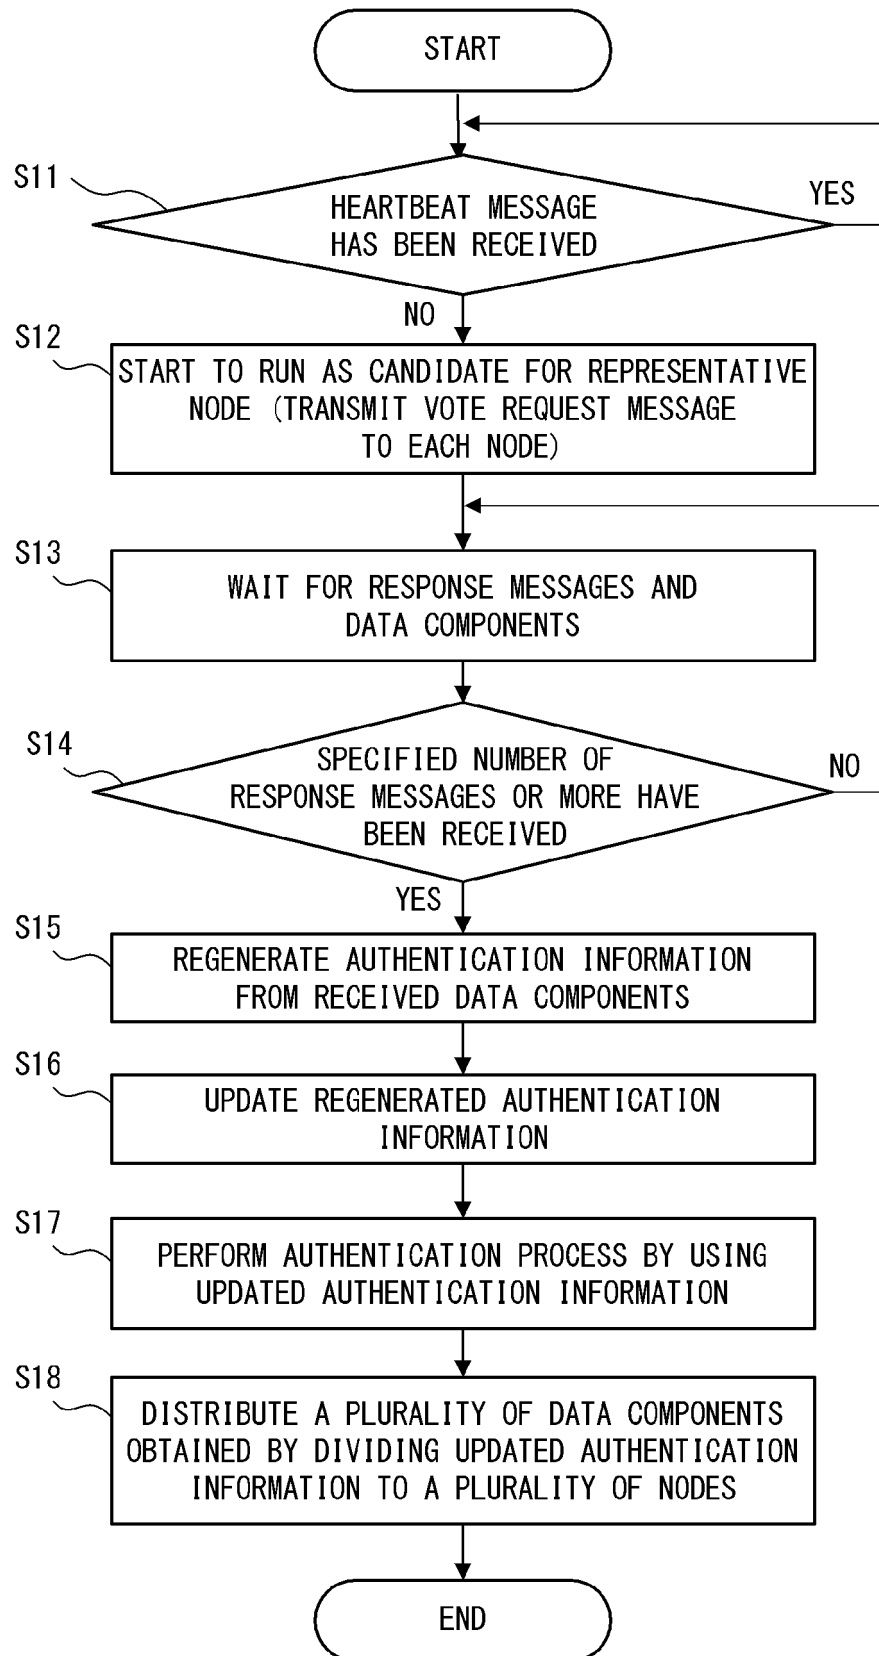 START
S11
HEARTBEAT MESSAGE
HAS BEEN RECEIVED
YES
NO
S12
START TO RUN AS CANDIDATE FOR REPRESENTATIVE
NODE (TRANSMIT VOTE REQUEST MESSAGE
TO EACH NODE)
S13
WAIT FOR RESPONSE MESSAGES AND
DATA COMPONENTS
S14
SPECIFIED NUMBER OF
RESPONSE MESSAGES OR MORE HAVE
BEEN RECEIVED
NO
YES
S15
REGENERATE AUTHENTICATION INFORMATION
FROM RECEIVED DATA COMPONENTS
S16
UPDATE REGENERATED AUTHENTICATION
INFORMATION
S17
PERFORM AUTHENTICATION PROCESS BY USING
UPDATED AUTHENTICATION INFORMATION
S18
DISTRIBUTE A PLURALITY OF DATA COMPONENTS
OBTAINED BY DIVIDING UPDATED AUTHENTICATION
INFORMATION TO A PLURALITY OF NODES
END